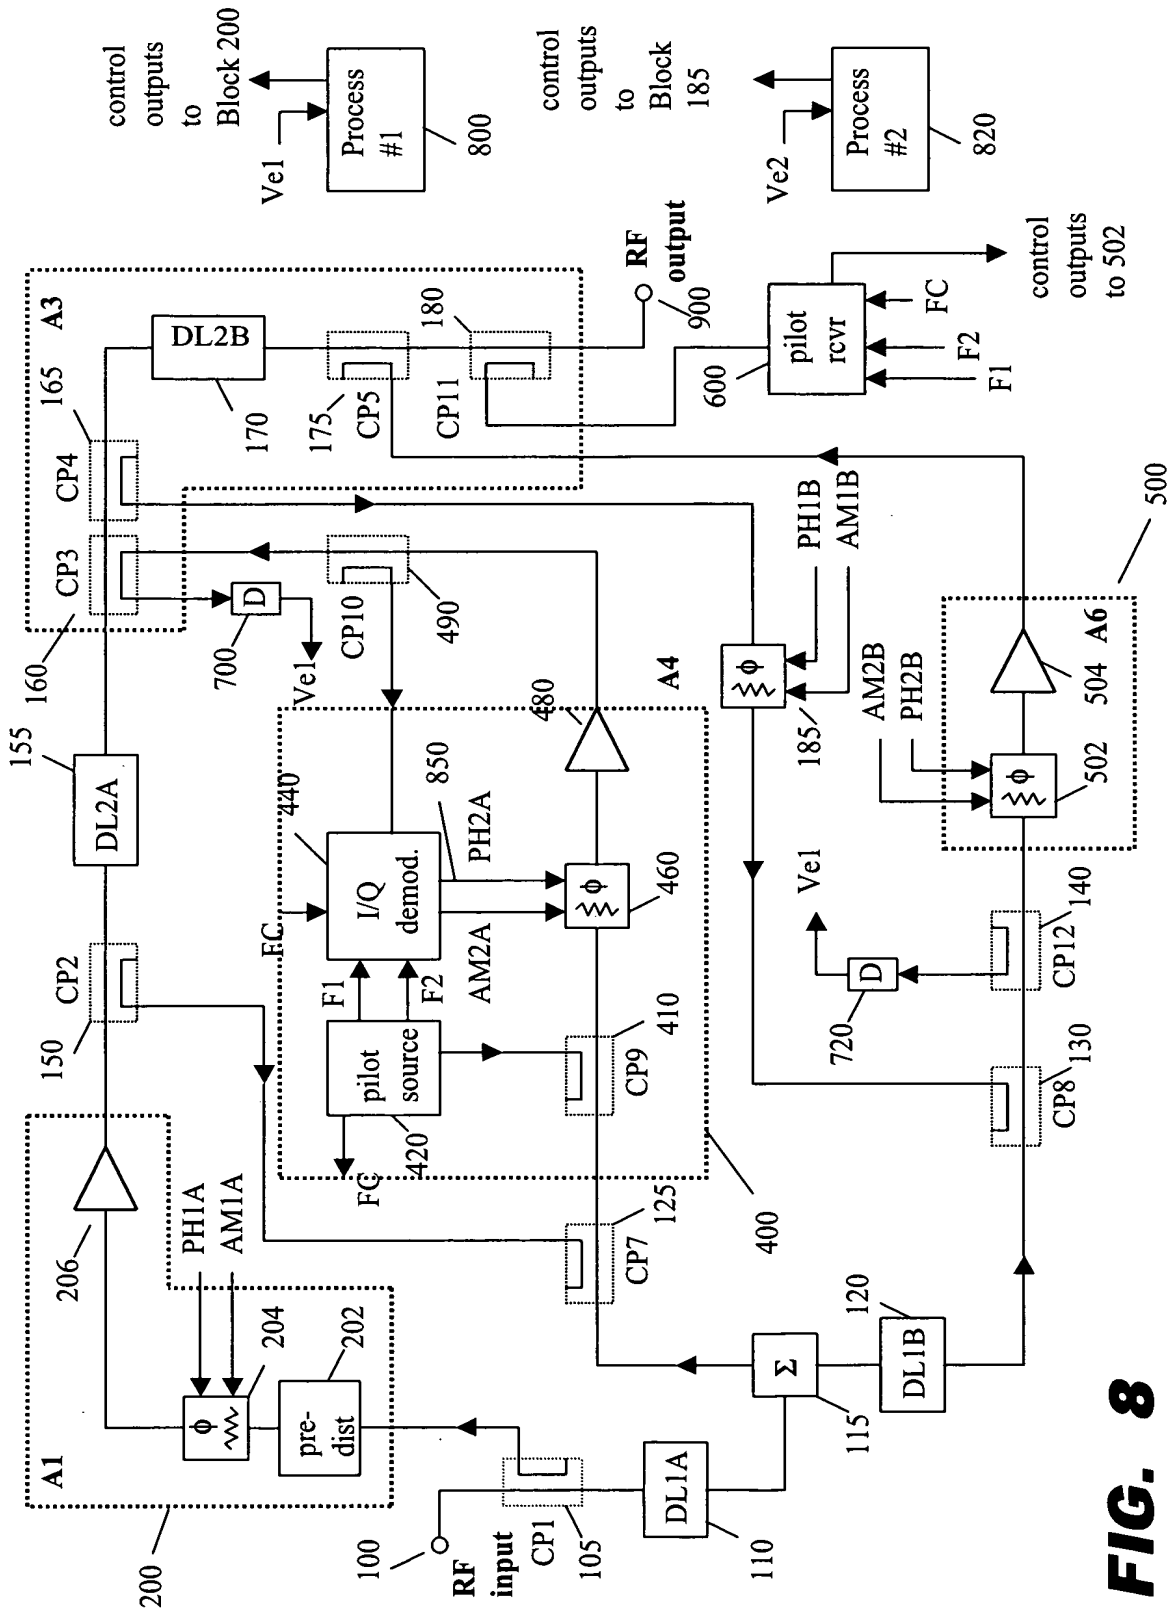 control
outputs
to
Block 200
Ve1
Process
#1
800
control
outputs
to Block
185
Ve2
Process
#2
820
A3
165
CP4
CP3
160
DL2B
170
175
CP5
180
CP11
RF
output
900
600
pilot
rcvr
FC
F2
F1
control
outputs
to 502
155
DL2A
D
700
Ve1
CP10
490
A4
480
440
FC
I/Q
demod.
850
PH2A
AM2A
460
F1
F2
pilot
source
420
FC
CP9
410
400
CP2
150
CP7
125
185
PH1B
AM1B
ϕ
500
A6
504
AM2B
PH2B
ϕ
502
ϕ
Ve1
D
720
140
CP12
130
CP8
A1
200
206
PH1A
AM1A
ϕ
204
202
pre-
dist
100
RF
input
CP1
105
DL1A
110
Σ
115
120
DL1B
FIG. 8